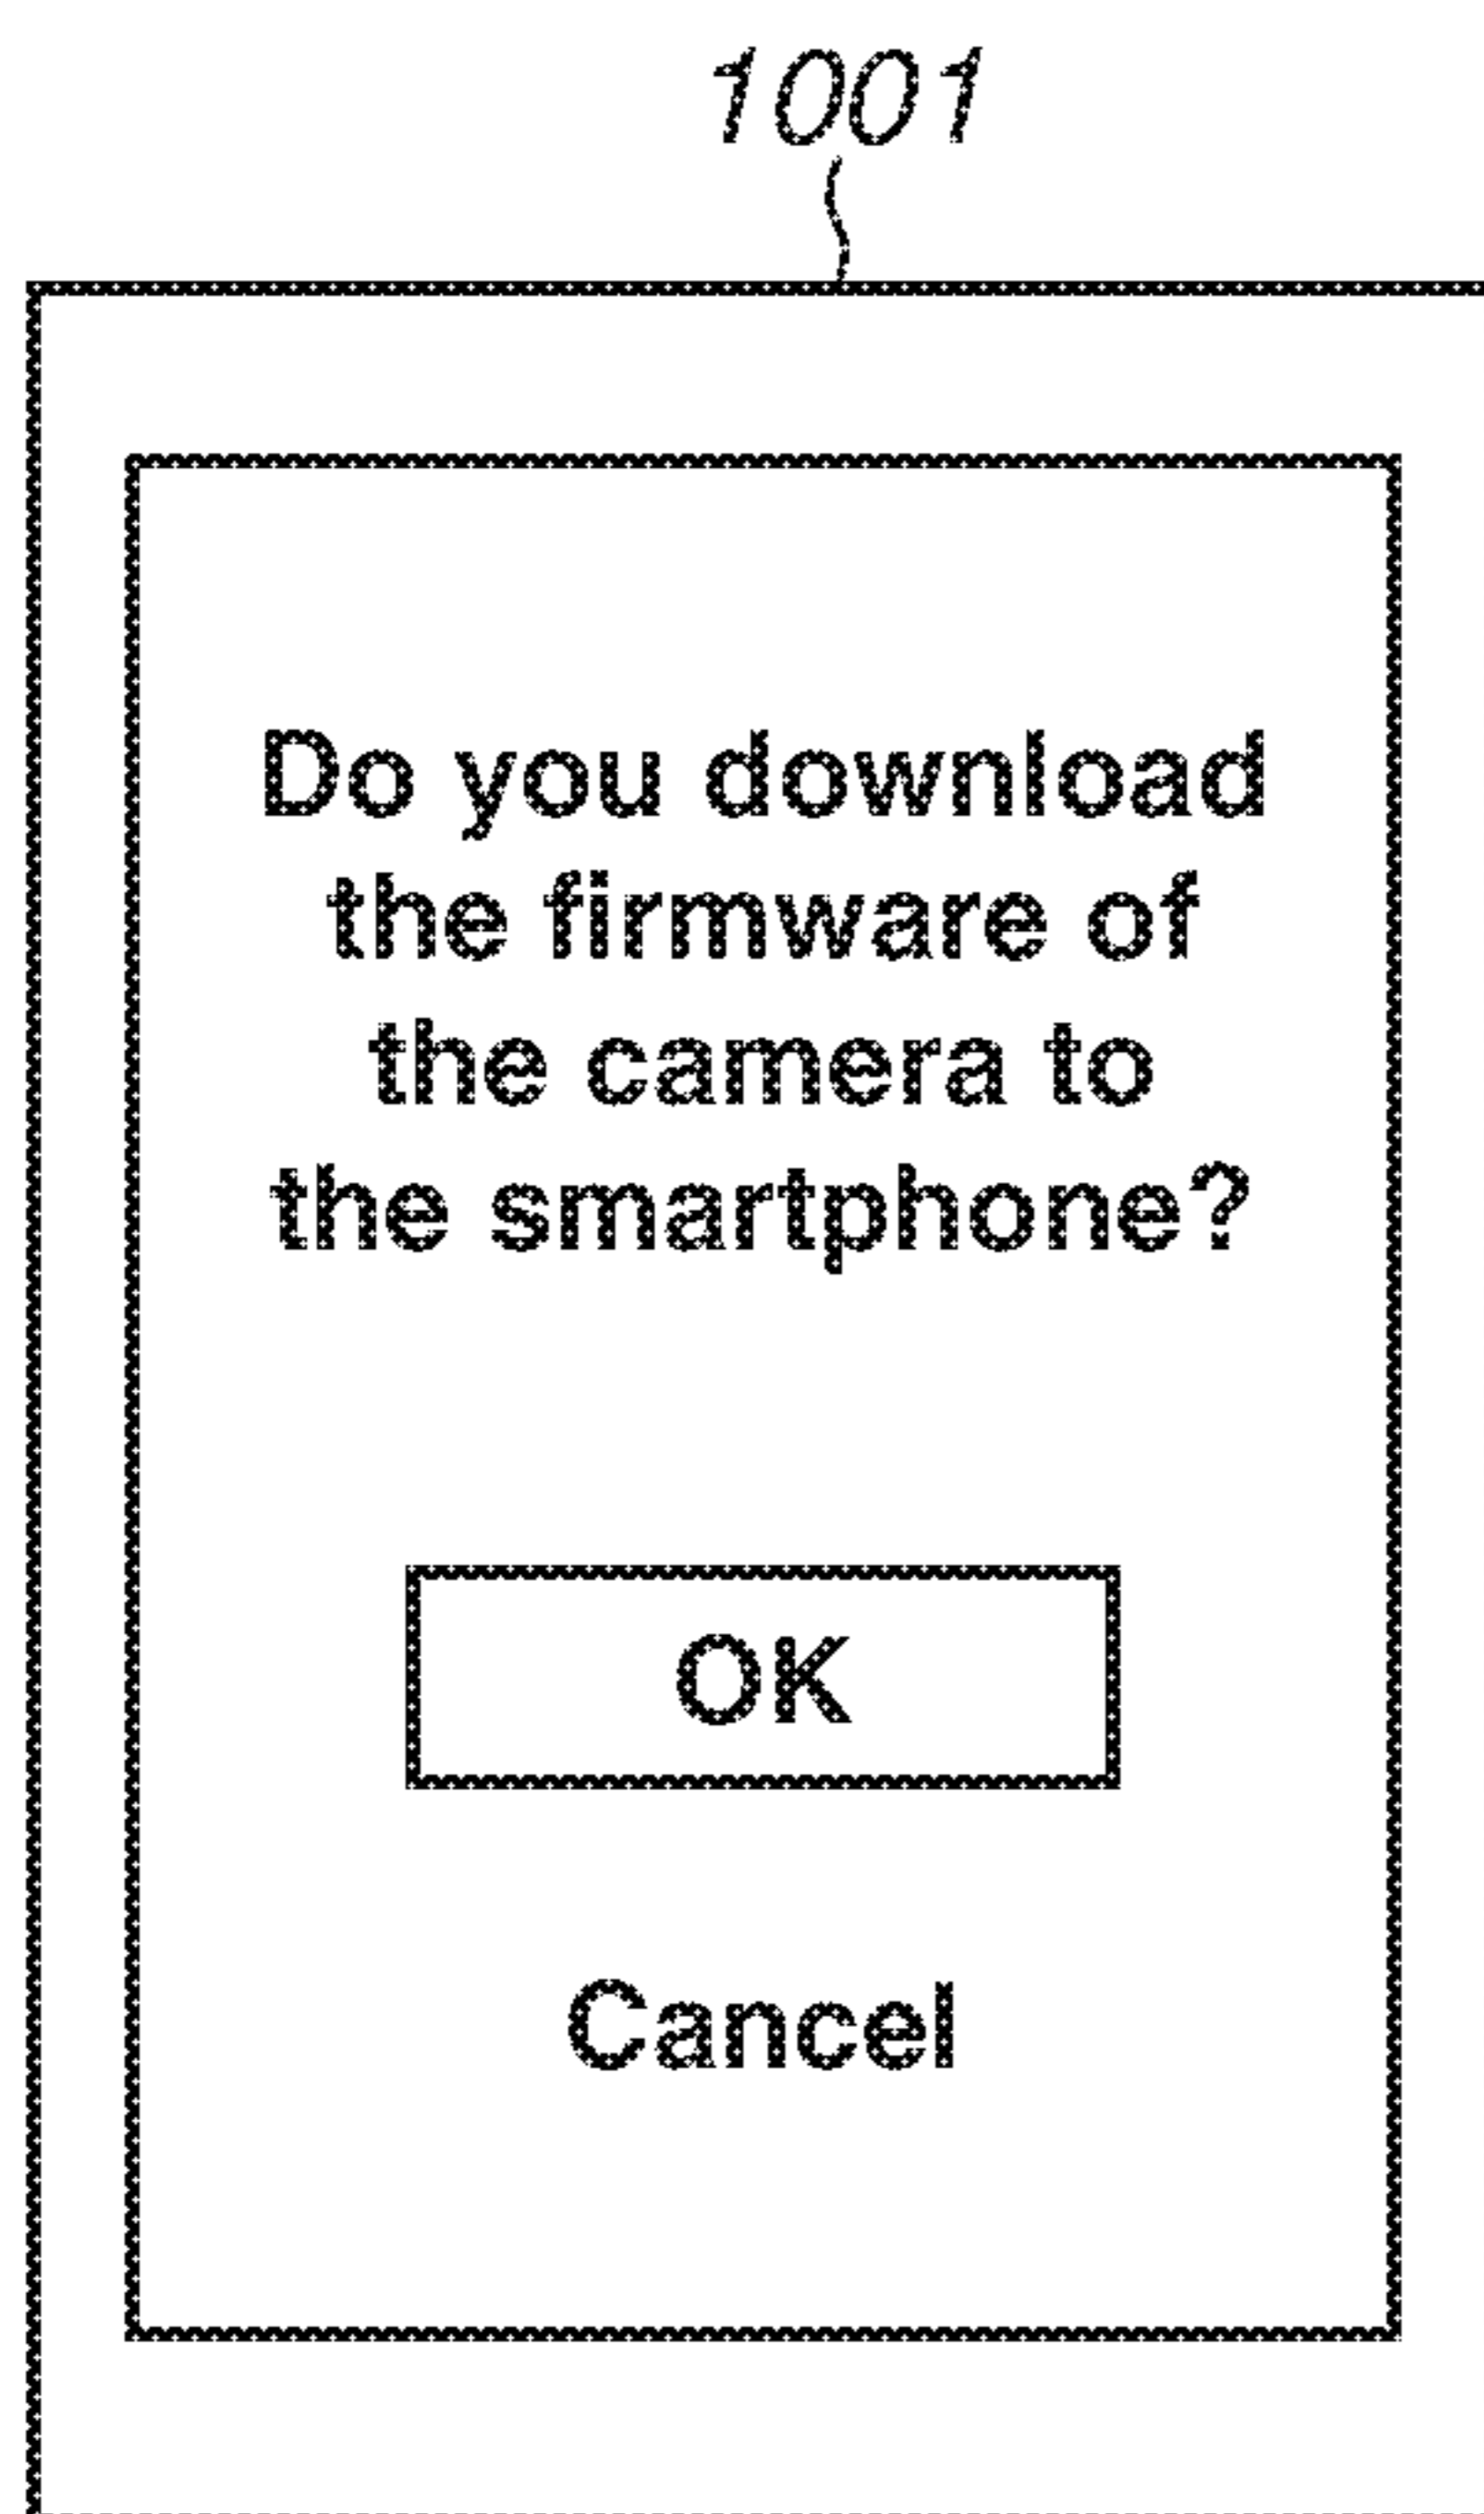 1001
Do you download
the firmware of
the camera to
the smartphone?
OK
Cancel